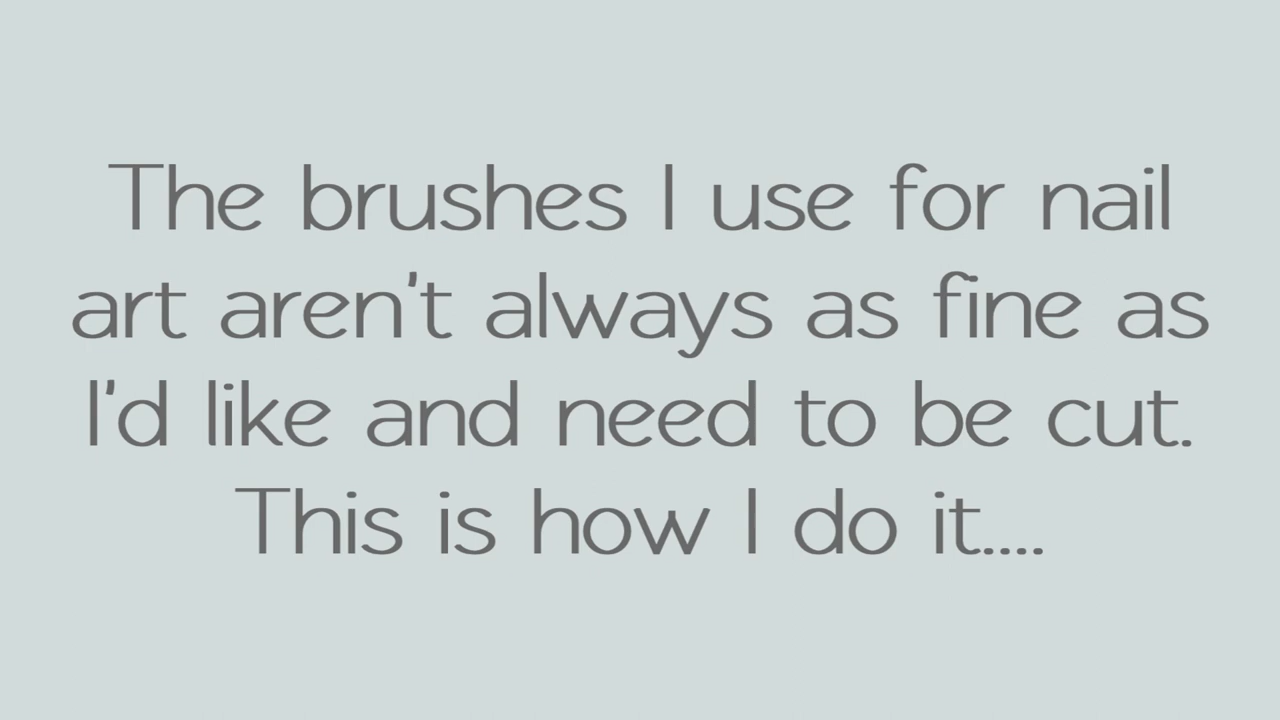 The brushes I use for nail
art aren't always as fine as
I'd like and need to be cut.
This is how I do it....